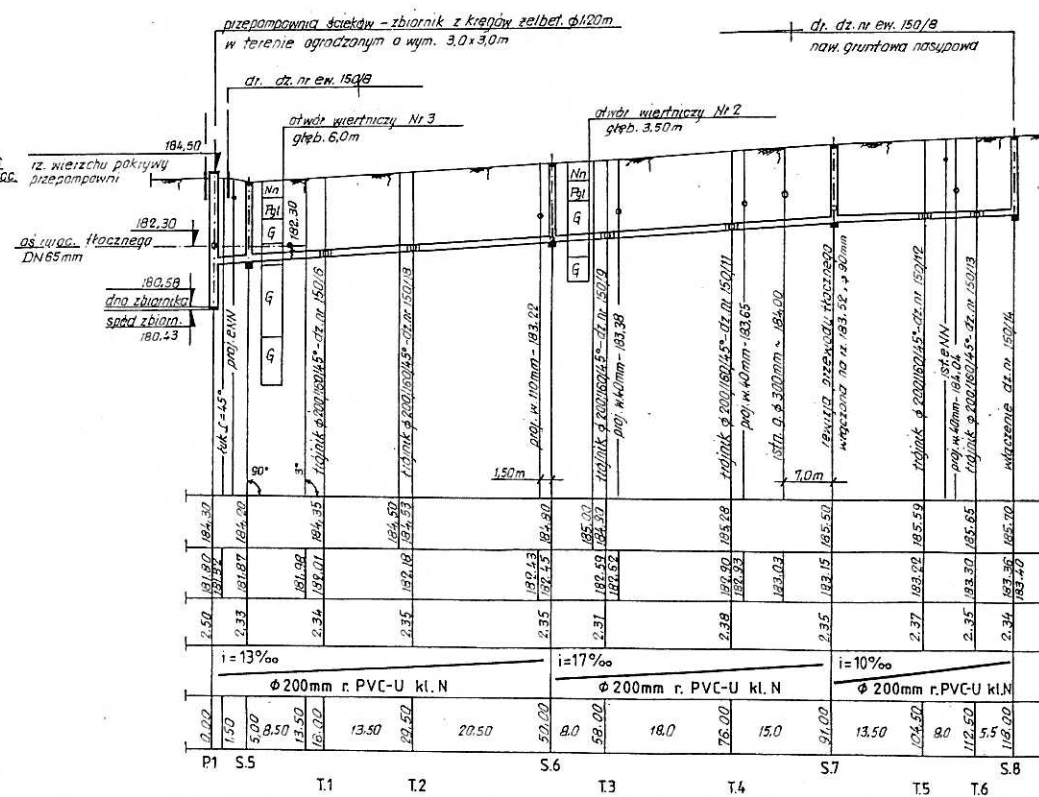 przepompownia ścieków - zbiornik z kręgów żelbet. φ1,20m
w terenie ogrodzonym o wym. 3,0x3,0m
dr. dz. nr ew. 150/8
naw. gruntowa nasypowa
dr. dz. nr ew. 150/8
otwór wiertniczy Nr 3
głęb. 6,0m
otwór wiertniczy Nr 2
głęb. 3,50m
184,50
rz. wierzchu pokrywy
przepompowni
182,30
oś ruroc. tłocznego
DN65mm
180,58
dno zbiornika
spód zbiorn.
180,43
Nn
Pgl
G
G
G
182,30
G
G
Nn
Pgl
łuk ∠=45°
proj. eNN
90°
3°
trójnik φ200/160/45°-dz. nr 150/6
trójnik φ200/160/45°-dz. nr 150/8
proj. w. 110mm - 183,22
1,50m
trójnik φ200/160/45°-dz. nr 150/9
proj. w. 40mm - 183,38
trójnik φ200/160/45°-dz. nr 150/11
proj. w. 40mm - 183,65
istn. g. φ300mm ~ 184,00
7,0m
rewizja przewodu tłocznego
włączona na rz. 183,52, φ90mm
trójnik φ200/160/45°-dz. nr 150/12
ist. eNN
proj. w. 40mm - 184,04
trójnik φ200/160/45°-dz. nr 150/13
włączenie dz. nr 150/14
184,30 184,20 184,35 184,50 184,53 184,80 185,00 184,90 185,28 185,50 185,59 185,65 185,70
181,80 181,82 181,87 181,98 182,01 182,18 182,43 182,45 182,59 182,62 182,90 182,93 183,03 183,15 183,22 183,30 183,36 183,40
2,50 2,33 2,34 2,35 2,35 2,31 2,38 2,35 2,37 2,35 2,34
i=13‰ i=17‰ i=10‰
φ 200mm r. PVC-U kl. N φ 200mm r. PVC-U kl. N φ 200mm r.PVC-U kl.N
0,00 1,50 5,00 8,50 13,50 16,00 13,50 29,50 20,50 50,00 8,0 58,00 18,0 76,00 15,0 91,00 13,50 104,50 8,0 112,50 5,5 118,00
P1 S.5 S.6 S.7 S.8
T.1 T.2 T.3 T.4 T.5 T.6